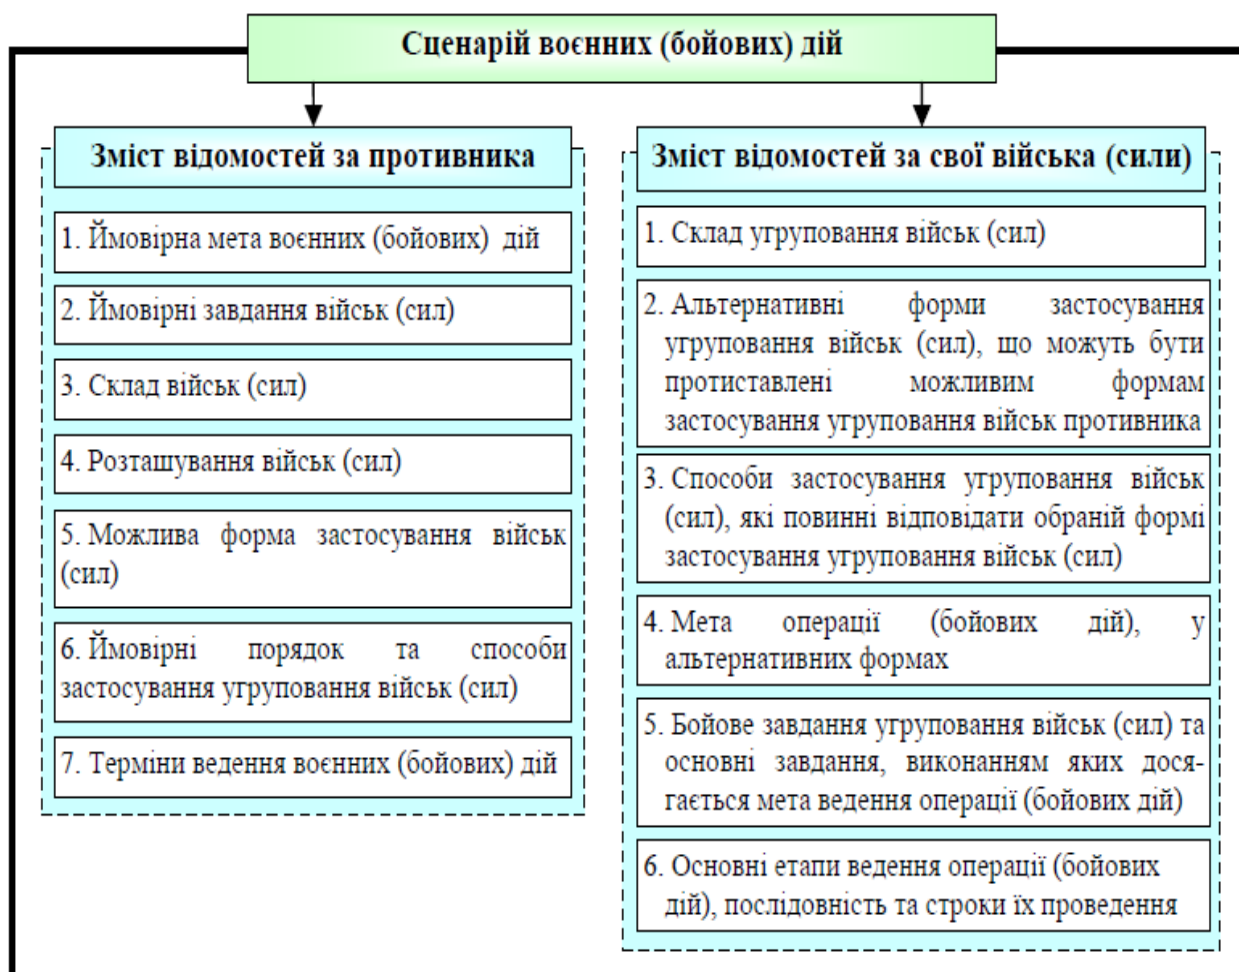 Сценарій воєнних (бойових) дій
Зміст відомостей за противника
1. Ймовірна мета воєнних (бойових) дій
2. Ймовірні завдання військ (сил)
3. Склад військ (сил)
4. Розташування військ (сил)
5. Можлива форма застосування військ
(сил)
6. Ймовірні порядок та способи
застосування угруповання військ (сил)
7. Терміни ведення воєнних (бойових) дій
Зміст відомостей за свої війська (сили)
1. Склад угруповання військ (сил)
2. Альтернативні форми застосування
угруповання військ (сил), що можуть бути
протиставлені можливим формам
застосування угруповання військ противника
3. Способи застосування угруповання військ
(сил), які повинні відповідати обраній формі
застосування угруповання військ (сил)
4. Мета операції (бойових дій), у
альтернативних формах
5. Бойове завдання угруповання військ (сил) та
основні завдання, виконанням яких дося-
гається мета ведення операції (бойових дій)
6. Основні етапи ведення операції (бойових
дій), послідовність та строки їх проведення